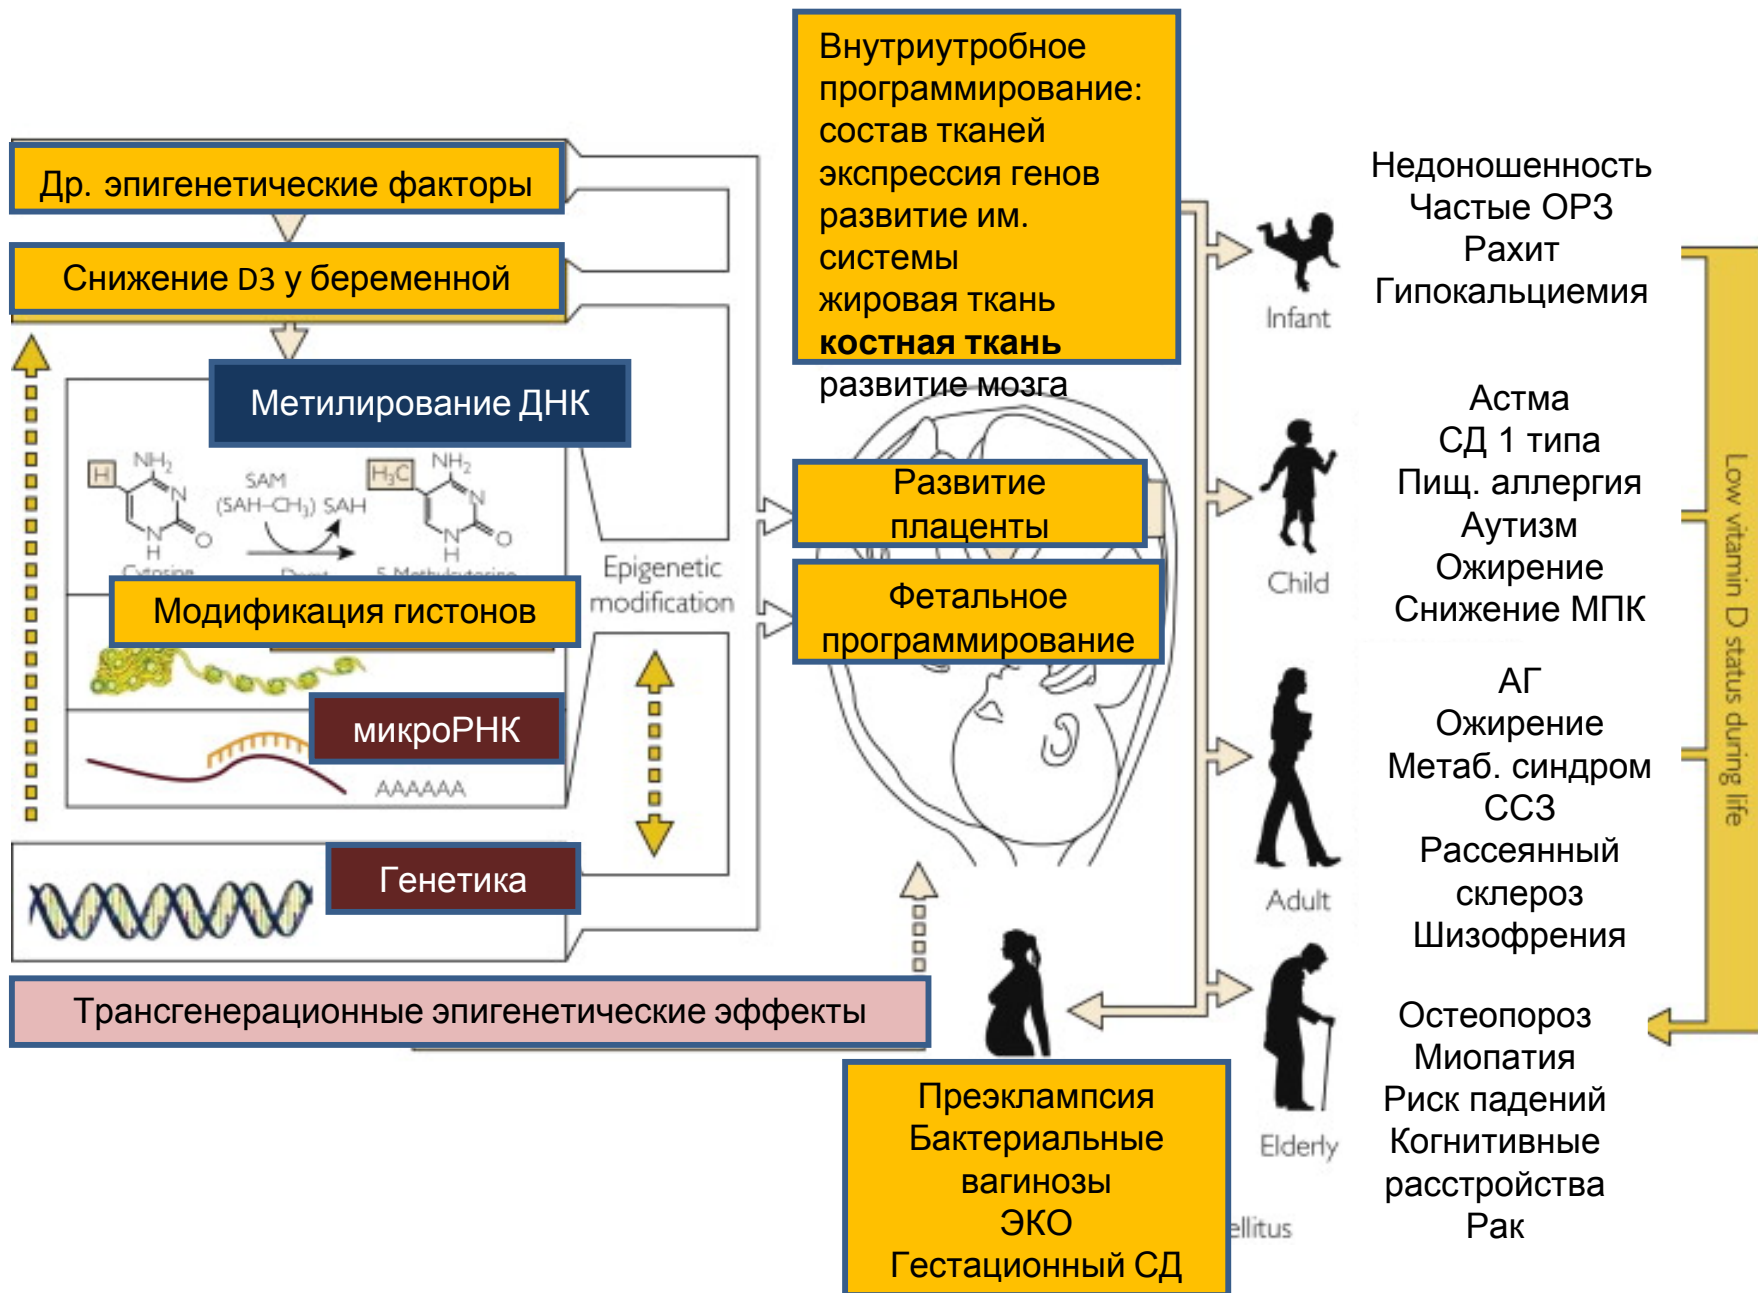 Др. эпигенетические факторы
Снижение D3 у беременной
Метилирование ДНК
H
NH₂
N
N
H
O
SAM
(SAH–CH₃) SAH
H₃C
NH₂
N
N
H
O
Модификация гистонов
микроРНК
AAAAAA
Генетика
Epigenetic
modification
Трансгенерационные эпигенетические эффекты
Внутриутробное
программирование:
состав тканей
экспрессия генов
развитие им.
системы
жировая ткань
костная ткань
развитие мозга
Развитие
плаценты
Фетальное
программирование
Преэклампсия
Бактериальные
вагинозы
ЭКО
Гестационный СД
ellitus
Infant
Недоношенность
Частые ОРЗ
Рахит
Гипокальциемия
Child
Астма
СД 1 типа
Пищ. аллергия
Аутизм
Ожирение
Снижение МПК
Adult
АГ
Ожирение
Метаб. синдром
ССЗ
Рассеянный
склероз
Шизофрения
Elderly
Остеопороз
Миопатия
Риск падений
Когнитивные
расстройства
Рак
Low vitamin D status during life